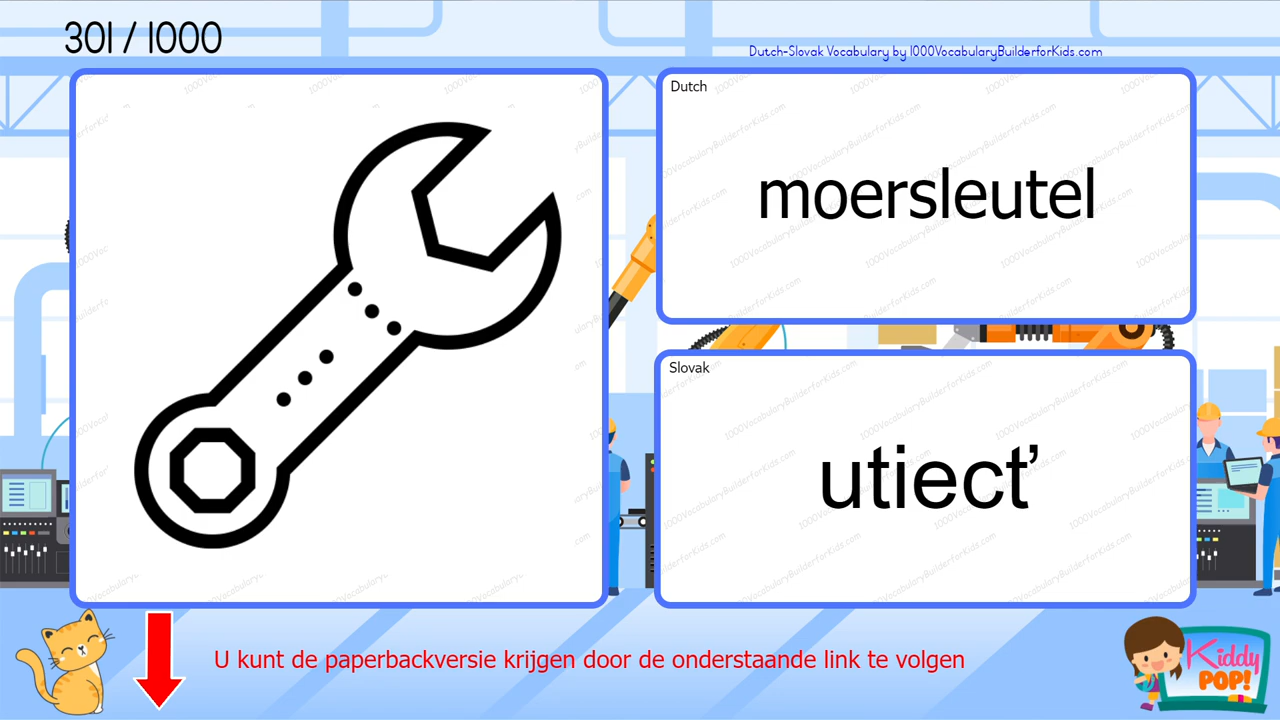 301 / 1000
Dutch-Slovak Vocabulary by 1000VocabularyBuilderforKids.com
Dutch
moersleutel
Slovak
utiecť
U kunt de paperbackversie krijgen door de onderstaande link te volgen
Kiddy
POP!